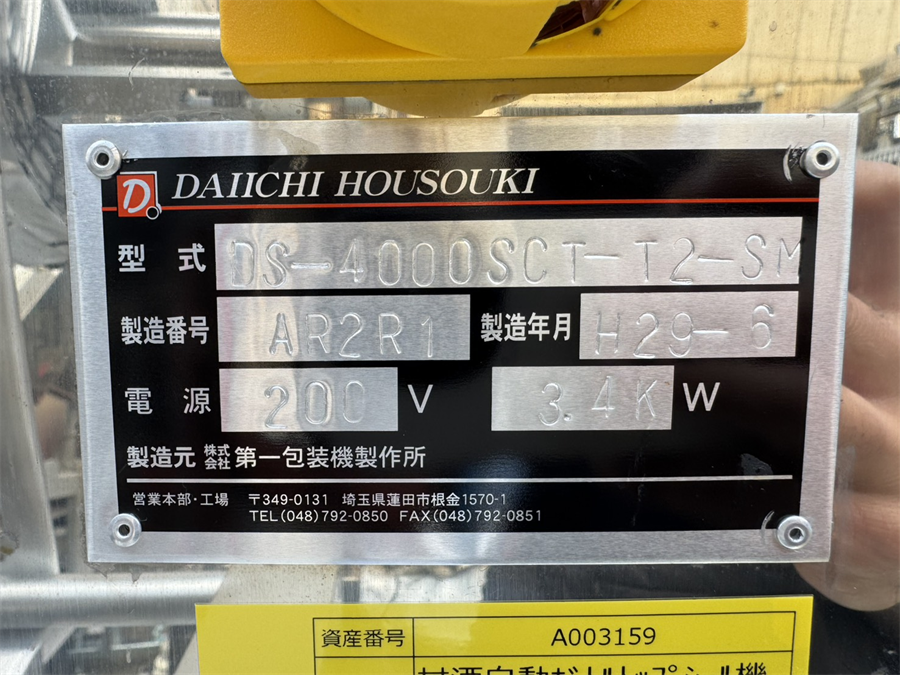 D DAIICHI HOUSOUKI
型式 DS-4000SCT-T2-SM
製造番号 AR2R1 製造年月 H29-6
電源 200 V 3.4K W
製造元 株式会社 第一包装機製作所
営業本部・工場 〒349-0131 埼玉県蓮田市根金1570-1
TEL(048)792-0850 FAX(048)792-0851
資産番号 A003159